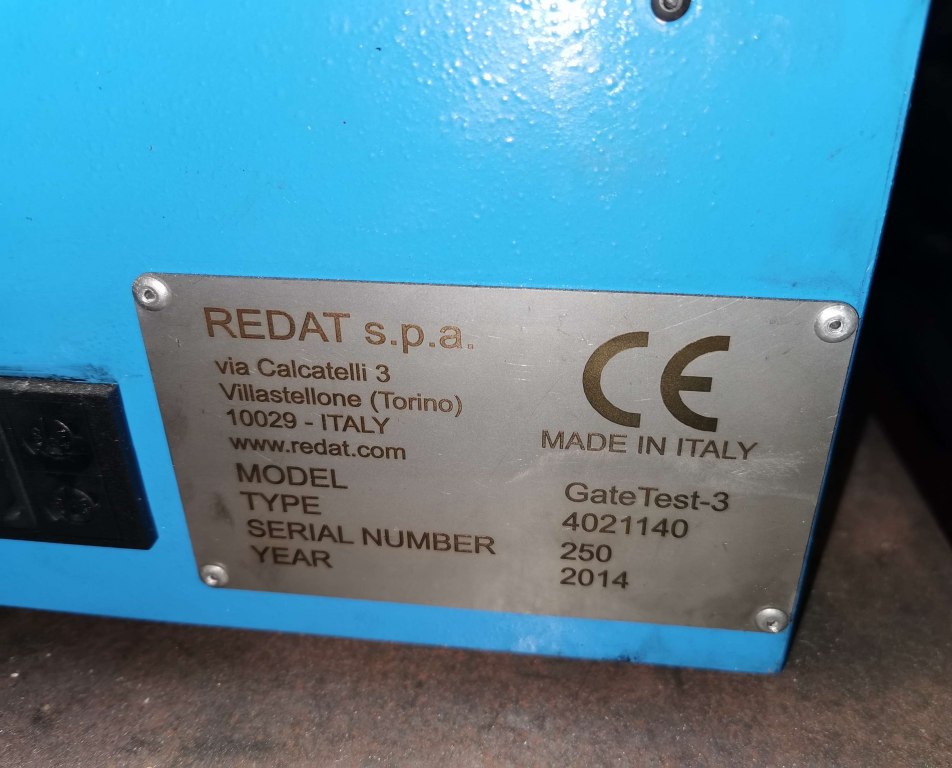 REDAT s.p.a.
via Calcatelli 3
Villastellone (Torino)
10029 - ITALY
www.redat.com
CE
MADE IN ITALY
MODEL GateTest-3
TYPE 4021140
SERIAL NUMBER 250
YEAR 2014